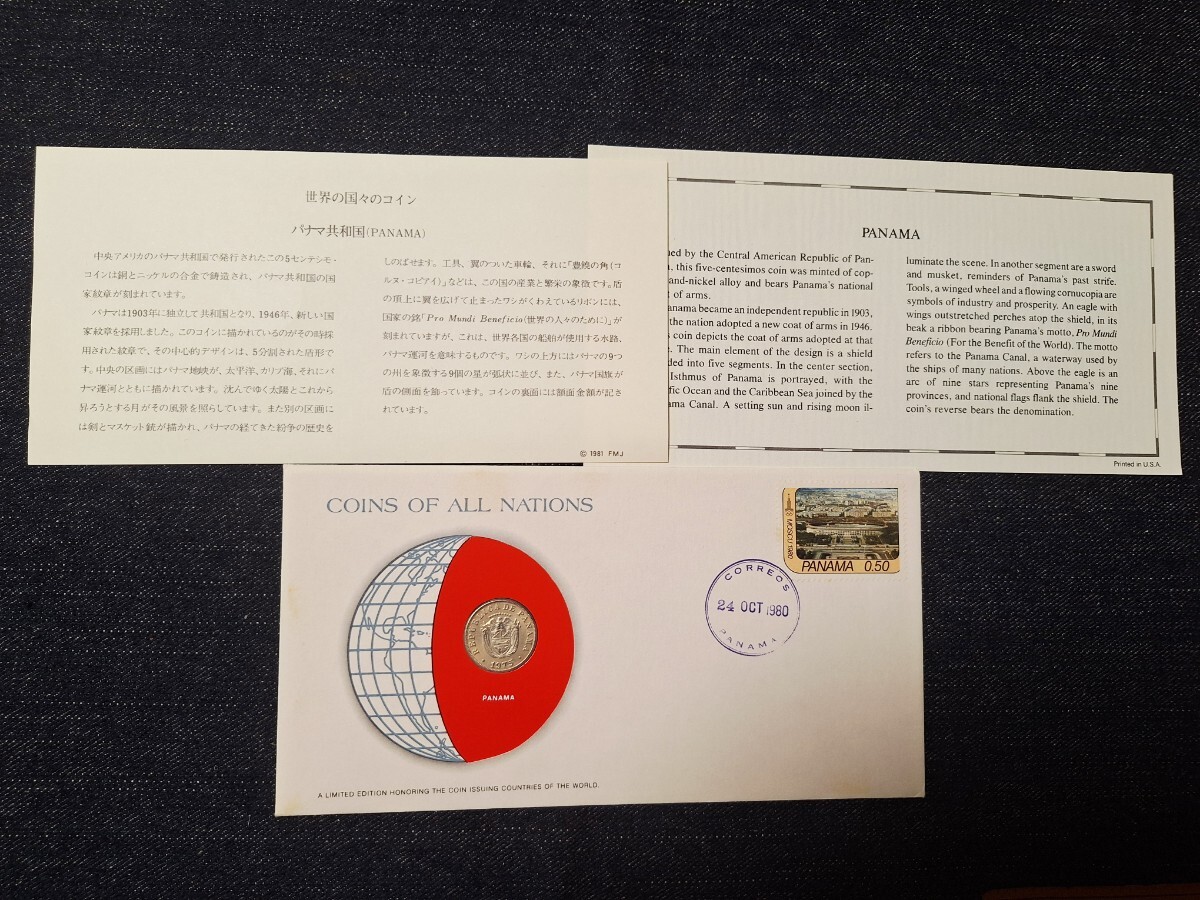 世界の国々のコイン
パナマ共和国(PANAMA)
中央アメリカのパナマ共和国で発行されたこの5センテシモ・
コインは銅とニッケルの合金で鋳造され、パナマ共和国の国
家紋章が刻まれています。
パナマは1903年に独立して共和国となり、1946年、新しい国
家紋章を採用しました。このコインに描かれているのがその時採
用された紋章で、その中心的デザインは、5分割された盾形で
す。中央の区画にはパナマ地峡が、太平洋、カリブ海、それにパ
ナマ運河とともに描かれています。沈んでゆく太陽とこれから
昇ろうとする月がその風景を照らしています。また別の区画に
は剣とマスケット銃が描かれ、パナマの経てきた紛争の歴史を
しのばせます。工具、翼のついた車輪、それに「豊饒の角(コ
ルヌ・コピアイ)」などは、この国の産業と繁栄の象徴です。盾
の頂上に翼を広げて止まったワシがくわえているリボンには、
国家の銘「Pro Mundi Beneficio(世界の人々のために)」が
刻まれていますが、これは、世界各国の船舶が使用する水路、
パナマ運河を意味するものです。ワシの上方にはパナマの9つ
の州を象徴する9個の星が弧状に並び、また、パナマ国旗が
盾の側面を飾っています。コインの裏面には額面金額が記さ
れています。
© 1981 FMJ
PANAMA
ed by the Central American Republic of Pan-
, this five-centesimos coin was minted of cop-
and-nickel alloy and bears Panama's national
t of arms.
anama became an independent republic in 1903,
the nation adopted a new coat of arms in 1946.
coin depicts the coat of arms adopted at that
e. The main element of the design is a shield
ded into five segments. In the center section,
Isthmus of Panama is portrayed, with the
fic Ocean and the Caribbean Sea joined by the
ama Canal. A setting sun and rising moon il-
luminate the scene. In another segment are a sword
and musket, reminders of Panama's past strife.
Tools, a winged wheel and a flowing cornucopia are
symbols of industry and prosperity. An eagle with
wings outstretched perches atop the shield, in its
beak a ribbon bearing Panama's motto, Pro Mundi
Beneficio (For the Benefit of the World). The motto
refers to the Panama Canal, a waterway used by
the ships of many nations. Above the eagle is an
arc of nine stars representing Panama's nine
provinces, and national flags flank the shield. The
coin's reverse bears the denomination.
Printed in U.S.A.
COINS OF ALL NATIONS
MOSCU 1980
PANAMA 0.50
CORREOS
24 OCT 1980
PANAMA
REPUBLICA DE PANAMA
1975
PANAMA
A LIMITED EDITION HONORING THE COIN ISSUING COUNTRIES OF THE WORLD.